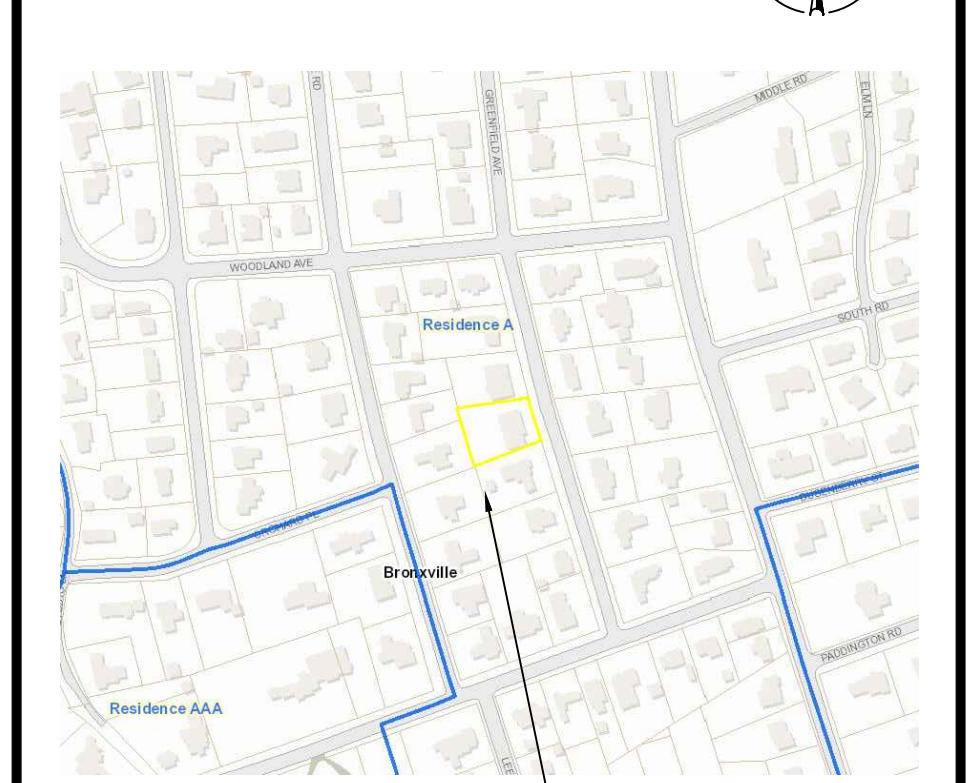 RD
GREENFIELD AVE
MIDDLE RD
ELM LN
WOODLAND AVE
SOUTH RD
Residence A
ORCHARD PL
Bronxville
PADDINGTON RD
Residence AAA
LEE